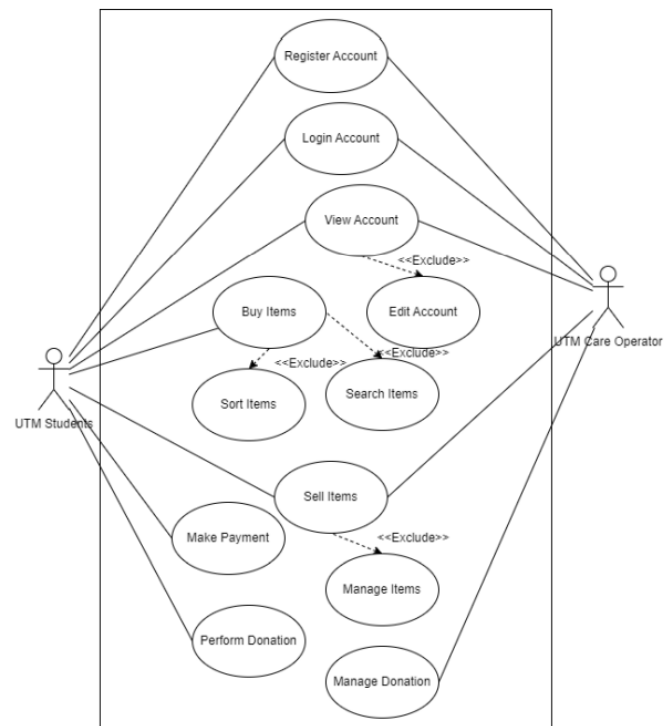 Register Account
Login Account
View Account
<<Exclude>>
Buy Items
Edit Account
UTM Care Operator
<<Exclude>>
<<Exclude>>
Sort Items
Search Items
UTM Students
Sell Items
Make Payment
<<Exclude>>
Manage Items
Perform Donation
Manage Donation